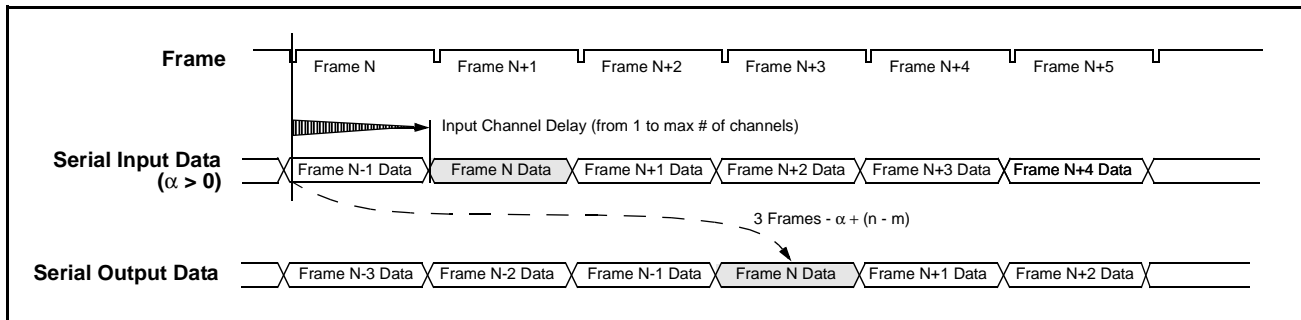 Frame
Frame N Frame N+1 Frame N+2 Frame N+3 Frame N+4 Frame N+5
Input Channel Delay (from 1 to max # of channels)
Serial Input Data
(α > 0)
Frame N-1 Data Frame N Data Frame N+1 Data Frame N+2 Data Frame N+3 Data Frame N+4 Data
3 Frames - α + (n - m)
Serial Output Data
Frame N-3 Data Frame N-2 Data Frame N-1 Data Frame N Data Frame N+1 Data Frame N+2 Data